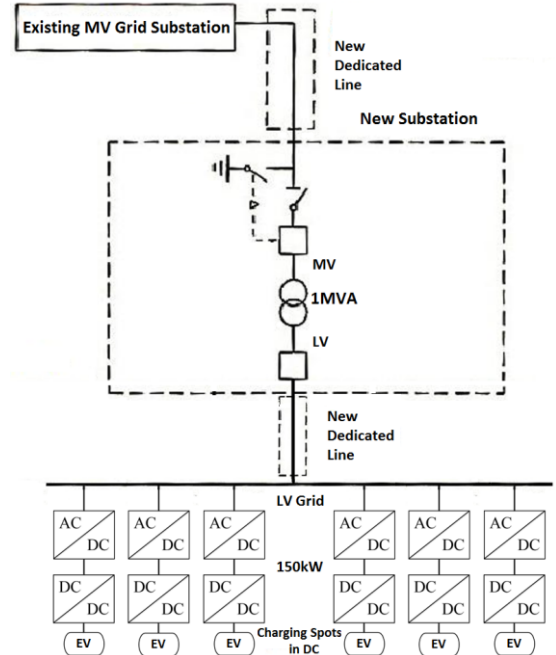 Existing MV Grid Substation
New
Dedicated
Line
New Substation
MV
1MVA
LV
New
Dedicated
Line
LV Grid
AC DC AC DC AC DC AC DC AC DC AC DC
150kW
DC DC DC DC DC DC DC DC DC DC DC DC
Charging Spots
in DC
EV EV EV EV EV EV